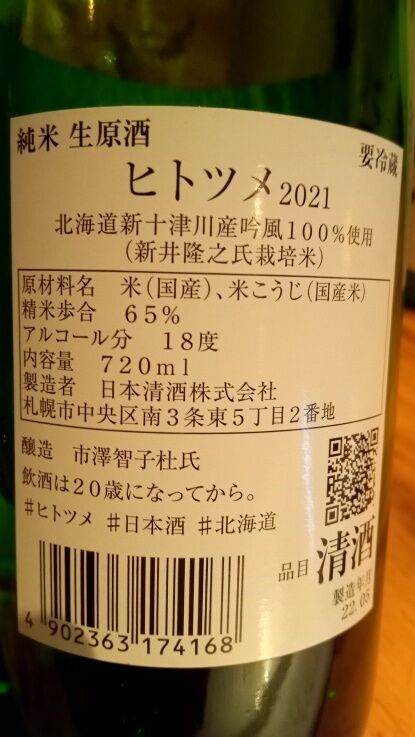 純米 生原酒
要冷蔵
ヒトツメ2021
北海道新十津川産吟風100%使用
(新井隆之氏栽培米)
原材料名 米(国産)、米こうじ(国産米)
精米歩合 65%
アルコール分 18度
内容量 720ml
製造者 日本清酒株式会社
札幌市中央区南3条東5丁目2番地
醸造 市澤智子杜氏
飲酒は20歳になってから。
#ヒトツメ #日本酒 #北海道
品目 清酒
製造年月
22.05
4 902363 174168